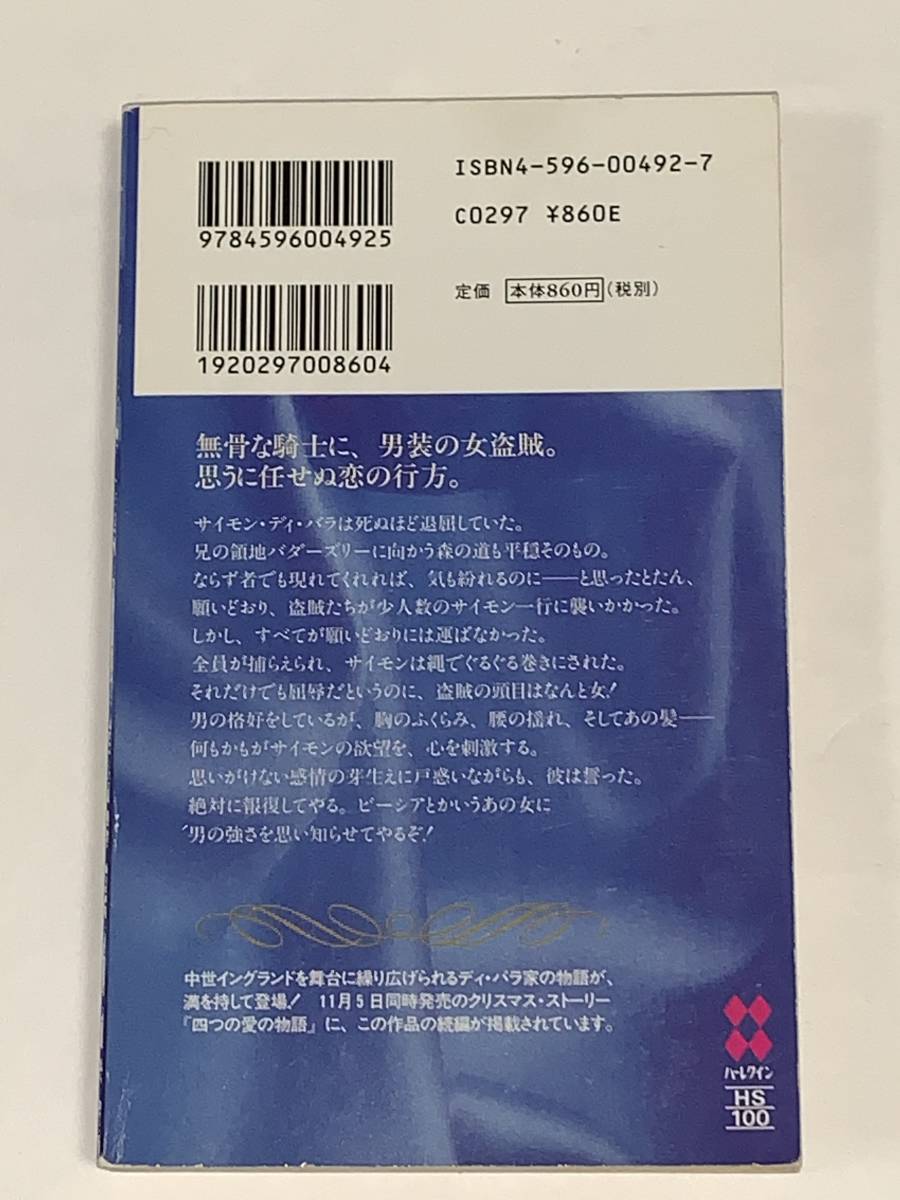 ISBN4-596-00492-7
C0297 ¥860E
9784596004925
定価 本体860円(税別)
1920297008604
無骨な騎士に、男装の女盗賊。
思うに任せぬ恋の行方。
サイモン・ディ・バラは死ぬほど退屈していた。
兄の領地バダーズリーに向かう森の道も平穏そのもの。
ならず者でも現れてくれれば、気も紛れるのに――と思ったとたん、
願いどおり、盗賊たちが少人数のサイモン一行に襲いかかった。
しかし、すべてが願いどおりには運ばなかった。
全員が捕らえられ、サイモンは縄でぐるぐる巻きにされた。
それだけでも屈辱だというのに、盗賊の頭目はなんと女!
男の恪好をしているが、胸のふくらみ、腰の揺れ、そしてあの髪――
何もかもがサイモンの欲望を、心を刺激する。
思いがけない感情の芽生えに戸惑いながらも、彼は誓った。
絶対に報復してやる。ビーシアとかいうあの女に
男の強さを思い知らせてやるぞ!
中世イングランドを舞台に繰り広げられるディ・バラ家の物語が、
満を持して登場! 11月5日同時発売のクリスマス・ストーリー
『四つの愛の物語』に、この作品の続編が掲載されています。
ハーレクイン
HS
100